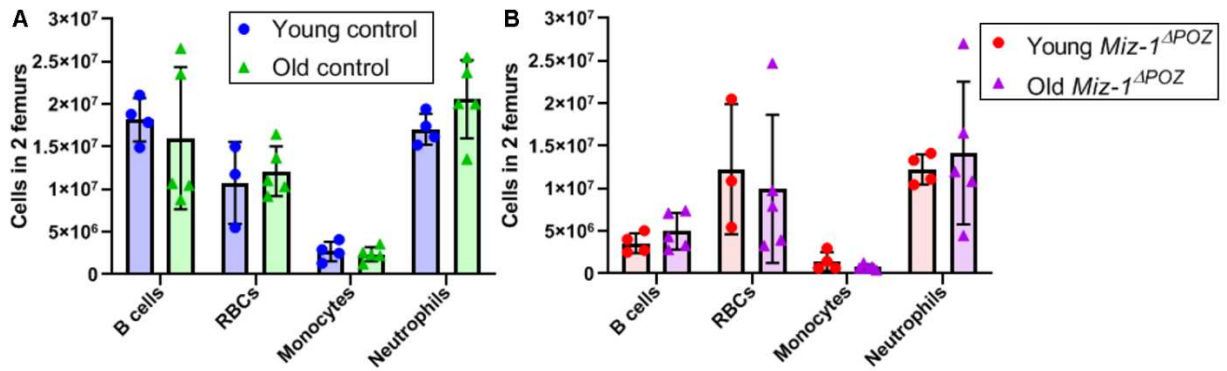 A
Cells in 2 femurs
3×10⁷
2.5×10⁷
2×10⁷
1.5×10⁷
1×10⁷
5×10⁶
0
Young control
Old control
B cells
RBCs
Monocytes
Neutrophils
B
Cells in 2 femurs
3×10⁷
2.5×10⁷
2×10⁷
1.5×10⁷
1×10⁷
5×10⁶
0
Young Miz-1ΔPOZ
Old Miz-1ΔPOZ
B cells
RBCs
Monocytes
Neutrophils